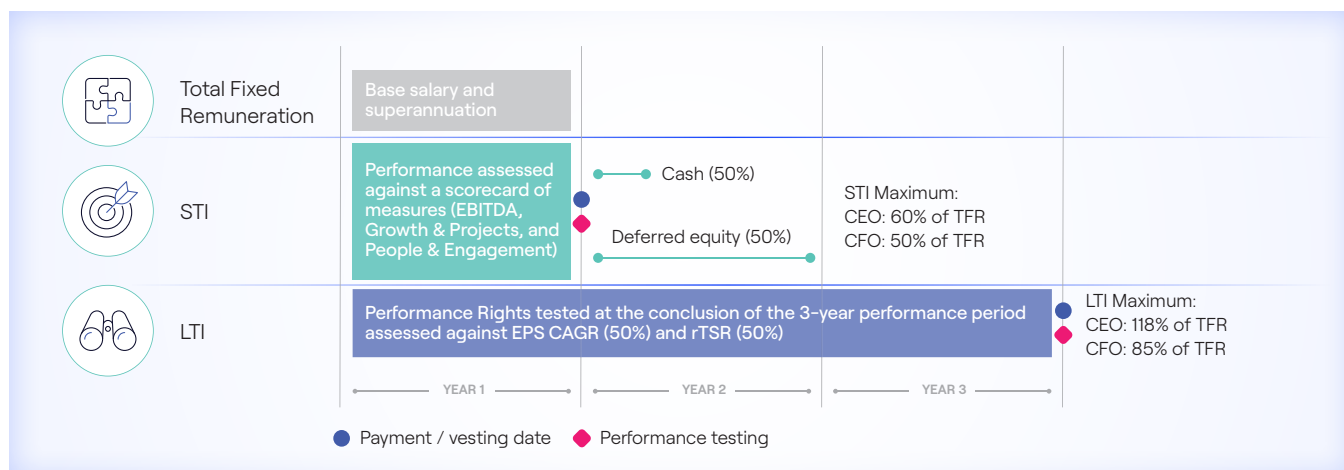 Total Fixed
Remuneration
Base salary and
superannuation
STI
Performance assessed
against a scorecard of
measures (EBITDA,
Growth & Projects, and
People & Engagement)
Cash (50%)
Deferred equity (50%)
STI Maximum:
CEO: 60% of TFR
CFO: 50% of TFR
LTI
Performance Rights tested at the conclusion of the 3-year performance period
assessed against EPS CAGR (50%) and rTSR (50%)
LTI Maximum:
CEO: 118% of TFR
CFO: 85% of TFR
YEAR 1
YEAR 2
YEAR 3
Payment / vesting date
Performance testing